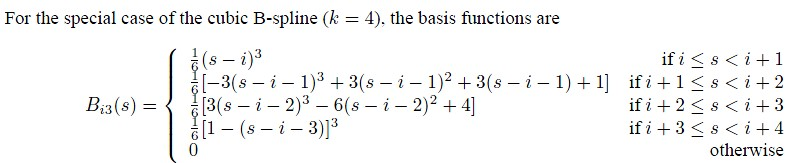 For the special case of the cubic B-spline (k = 4), the basis functions are
B_{i3}(s) = {
1/6(s − i)³ if i ≤ s < i + 1
1/6[−3(s − i − 1)³ + 3(s − i − 1)² + 3(s − i − 1) + 1] if i + 1 ≤ s < i + 2
1/6[3(s − i − 2)³ − 6(s − i − 2)² + 4] if i + 2 ≤ s < i + 3
1/6[1 − (s − i − 3)]³ if i + 3 ≤ s < i + 4
0 otherwise